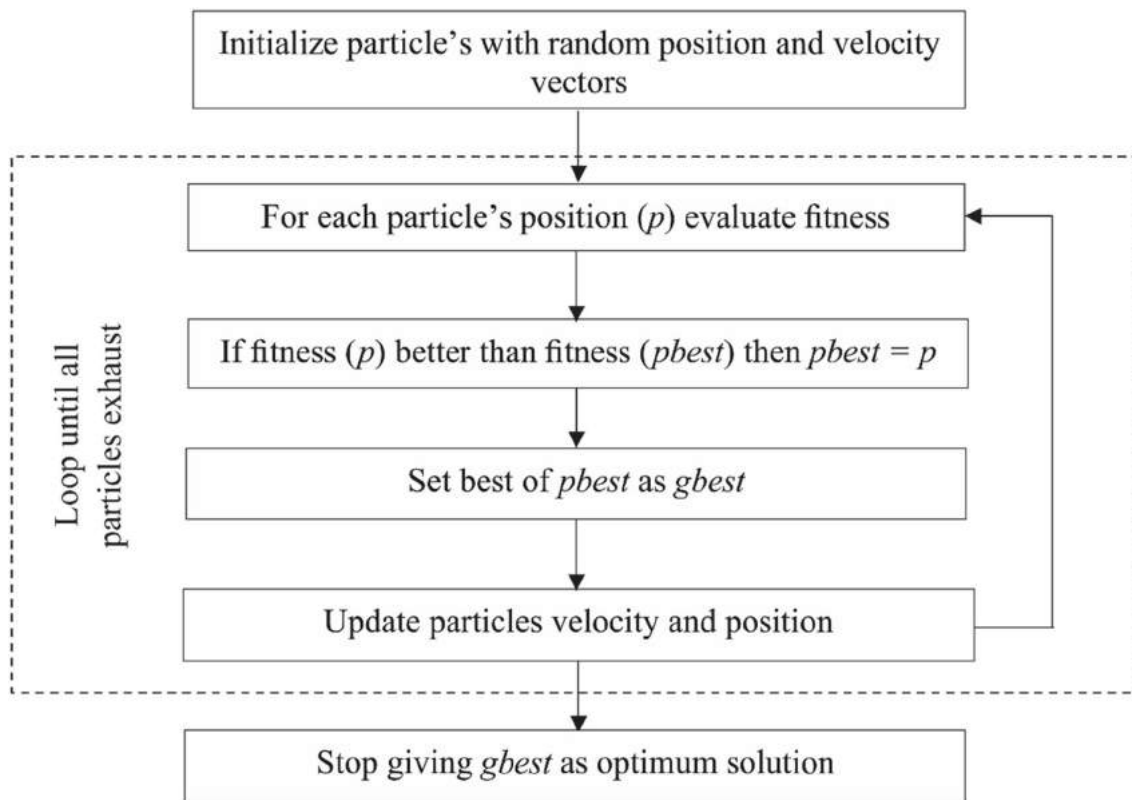 Initialize particle’s with random position and velocity
vectors
For each particle’s position (p) evaluate fitness
If fitness (p) better than fitness (pbest) then pbest = p
Loop until all
particles exhaust
Set best of pbest as gbest
Update particles velocity and position
Stop giving gbest as optimum solution